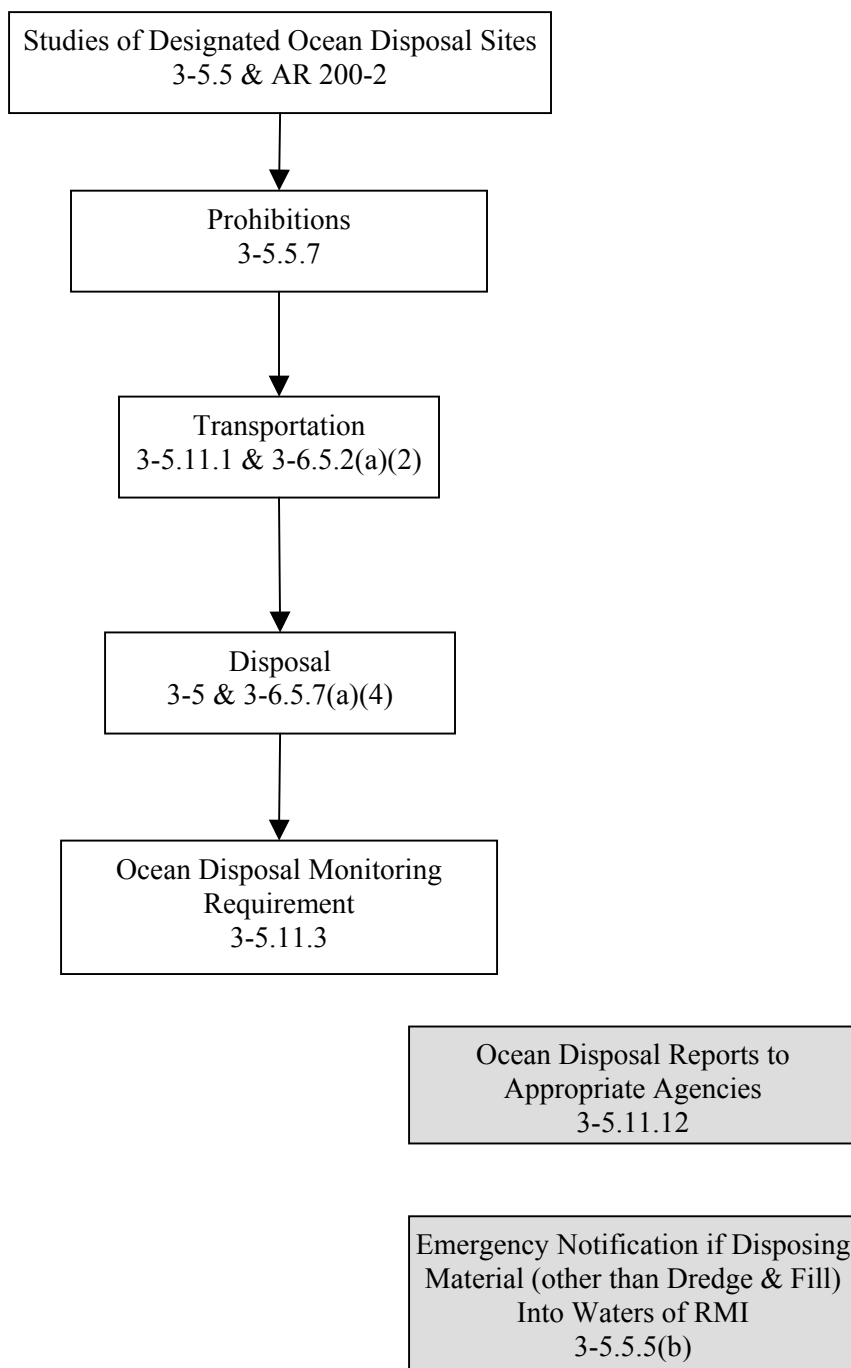 Studies of Designated Ocean Disposal Sites
3-5.5 & AR 200-2
Prohibitions
3-5.5.7
Transportation
3-5.11.1 & 3-6.5.2(a)(2)
Disposal
3-5 & 3-6.5.7(a)(4)
Ocean Disposal Monitoring
Requirement
3-5.11.3
Ocean Disposal Reports to
Appropriate Agencies
3-5.11.12
Emergency Notification if Disposing
Material (other than Dredge & Fill)
Into Waters of RMI
3-5.5.5(b)